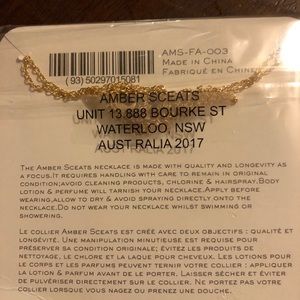 AMS-FA-003
MADE IN CHINA
FABRIQUÉ EN CHINE
(93) 50297015081
AMBER SCEATS
UNIT 13.888 BOURKE ST
WATERLOO, NSW
AUSTRALIA 2017
THE AMBER SCEATS NECKLACE IS MADE WITH QUALITY AND LONGEVITY AS
A FOCUS.IT REQUIRES HANDLING WITH CARE TO REMAIN IN ORIGINAL
CONDITION;AVOID CLEANING PRODUCTS, CHLORINE & HAIRSPRAY.BODY
LOTION & PERFUME WILL TARNISH YOUR NECKLACE.APPLY BEFORE
WEARING,ALLOW TO DRY & AVOID SPRAYING DIRECTLY ONTO THE
NECKLACE.DO NOT WEAR YOUR NECKLACE WHILST SWIMMING OR
SHOWERING.
LE COLLIER AMBER SCEATS EST CRÉÉ AVEC DEUX OBJECTIFS : QUALITÉ ET
LONGÉVITÉ. UNE MANIPULATION MINUTIEUSE EST REQUISE POUR PRÉSERVER
SA CONDITION ORIGINALE; ÉVITEZ LES PRODUITS DE
NETTOYAGE, LE CHLORE ET LA LAQUE POUR CHEVEUX. LES LOTIONS POUR
LE CORPS ET LES PARFUMS PEUVENT TERNIR VOTRE COLLIER : APPLIQUER
LA LOTION & PARFUM AVANT DE LE PORTER. LAISSER SÉCHER ET ÉVITER
DE PULVÉRISER DIRECTEMENT SUR LE COLLIER. NE PORTEZ PAS VOTRE
COLLIER LORSQUE VOUS NAGEZ OU PRENEZ UNE DOUCHE.